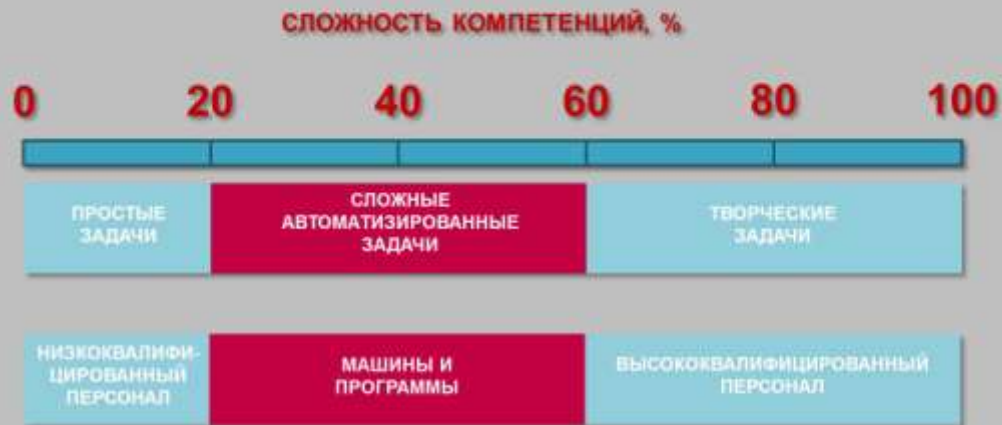 СЛОЖНОСТЬ КОМПЕТЕНЦИЙ, %
0 20 40 60 80 100
ПРОСТЫЕ
ЗАДАЧИ
СЛОЖНЫЕ
АВТОМАТИЗИРОВАННЫЕ
ЗАДАЧИ
ТВОРЧЕСКИЕ
ЗАДАЧИ
НИЗКОКВАЛИФИ-
ЦИРОВАННЫЙ
ПЕРСОНАЛ
МАШИНЫ И
ПРОГРАММЫ
ВЫСОКОКВАЛИФИЦИРОВАННЫЙ
ПЕРСОНАЛ